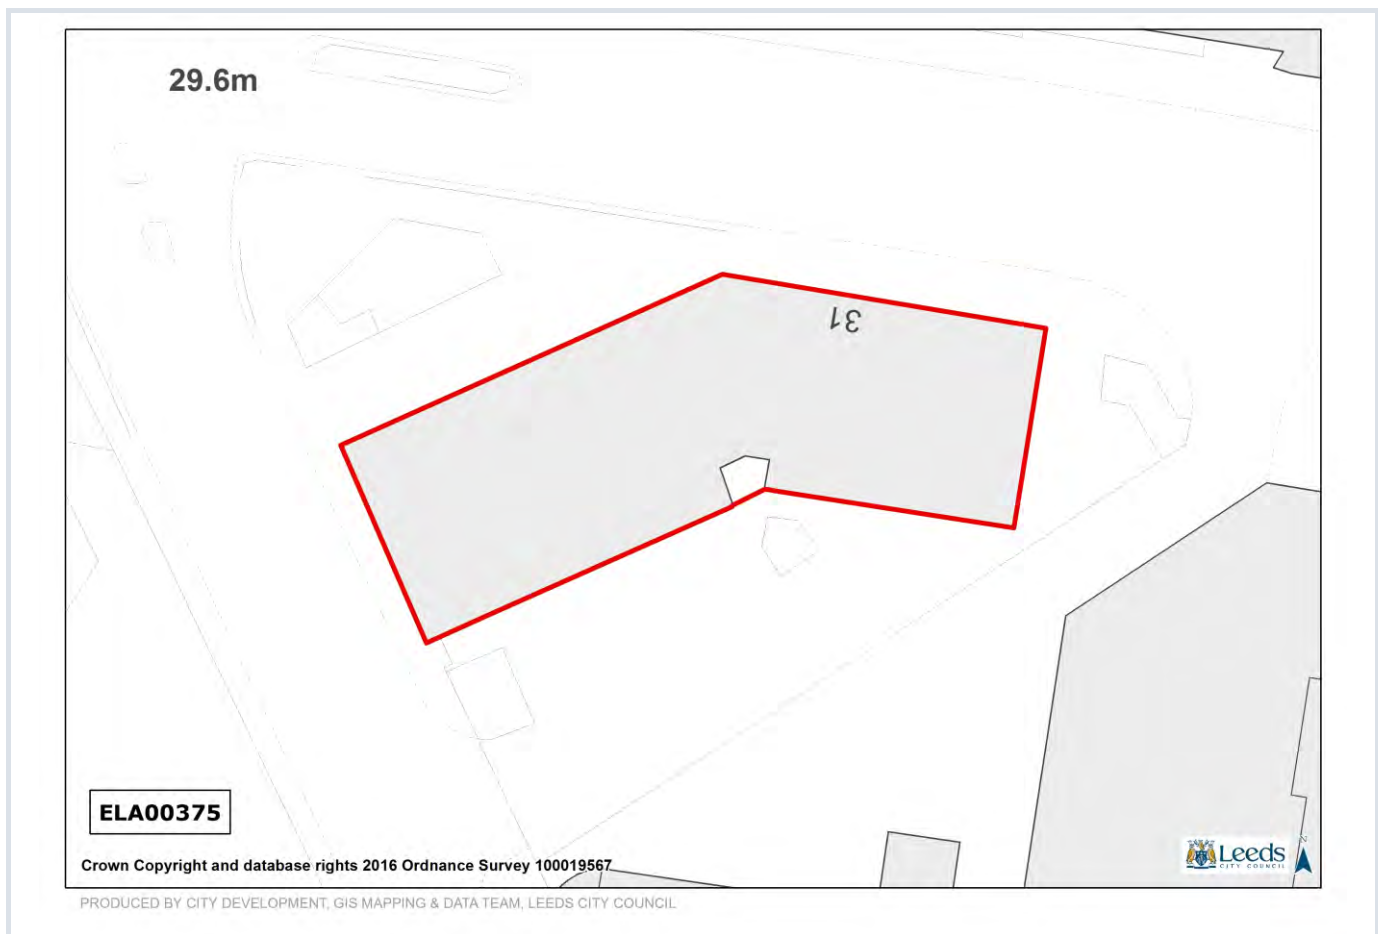 29.6m
31
ELA00375
Crown Copyright and database rights 2016 Ordnance Survey 100019567
Leeds
CITY COUNCIL
N
PRODUCED BY CITY DEVELOPMENT, GIS MAPPING & DATA TEAM, LEEDS CITY COUNCIL